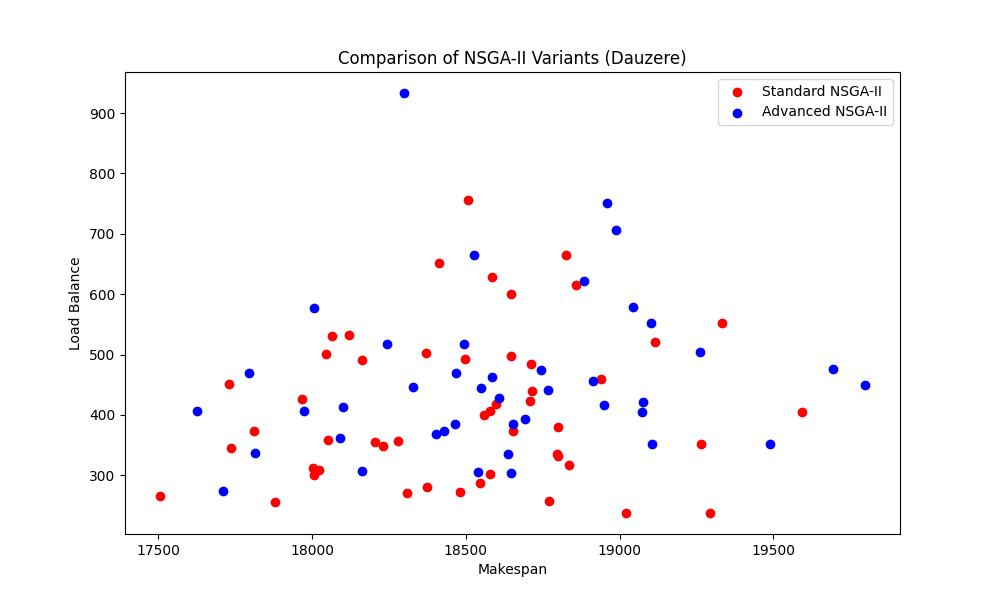 Comparison of NSGA-II Variants (Dauzere)
Standard NSGA-II
Advanced NSGA-II
Load Balance
900
800
700
600
500
400
300
17500 18000 18500 19000 19500
Makespan